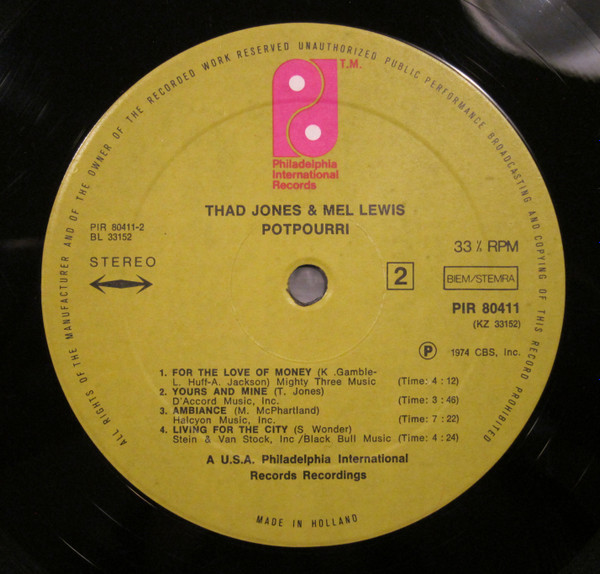 ALL RIGHTS OF THE MANUFACTURER AND OF THE OWNER OF THE RECORDED WORK RESERVED UNAUTHORIZED PUBLIC PERFORMANCE BROADCASTING AND COPYING OF THIS RECORD PROHIBITED
T.M.
Philadelphia
International
Records
THAD JONES & MEL LEWIS
POTPOURRI
PIR 80411-2
BL 33152
STEREO
33 ⅓ RPM
2
BIEM/STEMRA
PIR 80411
(KZ 33152)
Ⓟ 1974 CBS, Inc.
1. FOR THE LOVE OF MONEY (K .Gamble-
L. Huff-A. Jackson) Mighty Three Music (Time: 4 : 12)
2. YOURS AND MINE (T. Jones)
D'Accord Music, Inc. (Time: 3 : 46)
3. AMBIANCE (M. McPhartland)
Halcyon Music, Inc. (Time: 7 : 22)
4. LIVING FOR THE CITY (S. Wonder)
Stein & Van Stock, Inc /Black Bull Music (Time: 4 : 24)
A U.S.A. Philadelphia International
Records Recordings
MADE IN HOLLAND